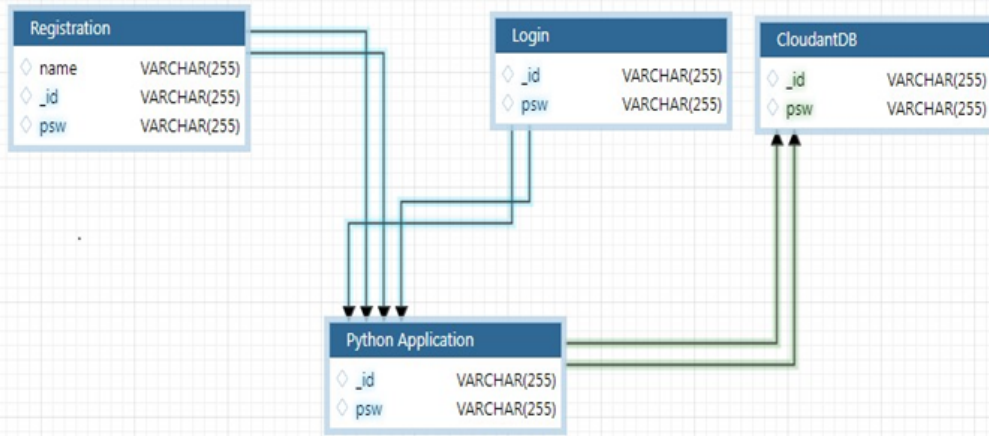 Registration
name VARCHAR(255)
_id VARCHAR(255)
psw VARCHAR(255)
Login
_id VARCHAR(255)
psw VARCHAR(255)
CloudantDB
_id VARCHAR(255)
psw VARCHAR(255)
Python Application
_id VARCHAR(255)
psw VARCHAR(255)